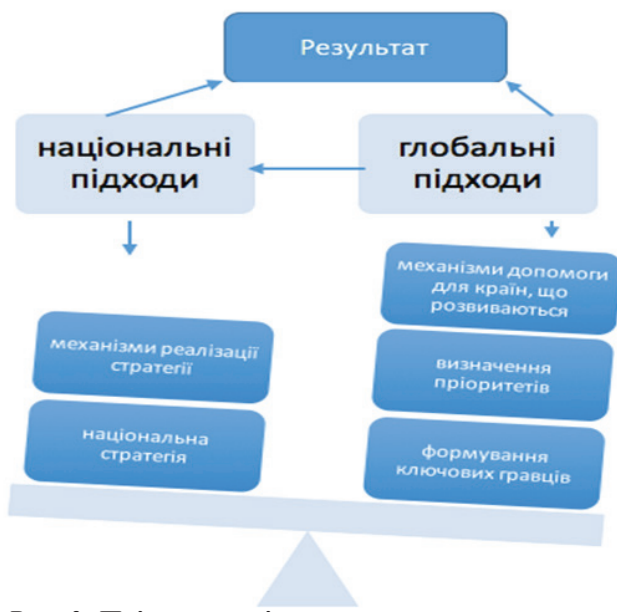 Результат
національні
підходи
глобальні
підходи
механізми реалізації
стратегії
національна
стратегія
механізми допомоги
для країн, що
розвиваються
визначення
пріоритетів
формування
ключових гравців